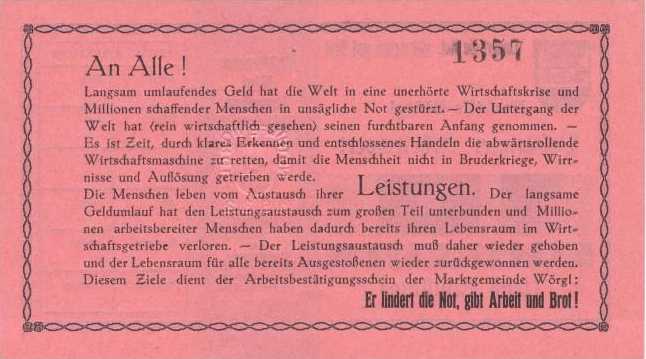 1357
An Alle!
Langsam umlaufendes Geld hat die Welt in eine unerhörte Wirtschaftskrise und
Millionen schaffender Menschen in unsägliche Not gestürzt. — Der Untergang der
Welt hat (rein wirtschaftlich gesehen) seinen furchtbaren Anfang genommen. —
Es ist Zeit, durch klares Erkennen und entschlossenes Handeln die abwärtsrollende
Wirtschaftsmaschine zu retten, damit die Menschheit nicht in Bruderkriege, Wirr-
nisse und Auflösung getrieben werde.
Die Menschen leben vom Austausch ihrer Leistungen. Der langsame
Geldumlauf hat den Leistungsaustausch zum großen Teil unterbunden und Millio-
nen arbeitsbereiter Menschen haben dadurch bereits ihren Lebensraum im Wirt-
schaftsgetriebe verloren. — Der Leistungsaustausch muß daher wieder gehoben
und der Lebensraum für alle bereits Ausgestoßenen wieder zurückgewonnen werden.
Diesem Ziele dient der Arbeitsbestätigungsschein der Marktgemeinde Wörgl:
Er lindert die Not, gibt Arbeit und Brot!